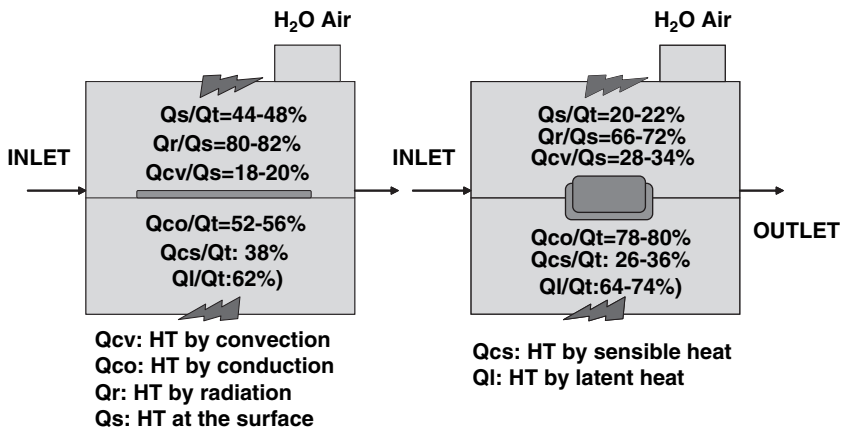 H₂O Air
INLET
Qs/Qt=44-48%
Qr/Qs=80-82%
Qcv/Qs=18-20%
Qco/Qt=52-56%
Qcs/Qt: 38%
Ql/Qt:62%)
Qcv: HT by convection
Qco: HT by conduction
Qr: HT by radiation
Qs: HT at the surface
H₂O Air
INLET
Qs/Qt=20-22%
Qr/Qs=66-72%
Qcv/Qs=28-34%
Qco/Qt=78-80%
Qcs/Qt: 26-36%
Ql/Qt:64-74%)
OUTLET
Qcs: HT by sensible heat
Ql: HT by latent heat